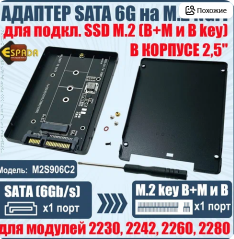 АДАПТЕР SATA 6G на M.2
Похожие
для подкл. SSD M.2 (B+M и B key)
ESPADA
В КОРПУСЕ 2,5"
Модель: M2S906C2
SATA (6Gb/s)
x1 порт
M.2 key B+M и B
x1 порт
для модулей 2230, 2242, 2260, 2280